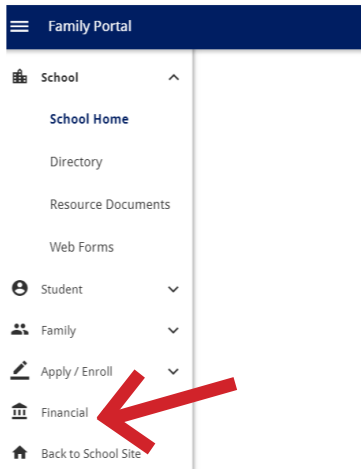 Family Portal
School
School Home
Directory
Resource Documents
Web Forms
Student
Family
Apply / Enroll
Financial
Back to School Site